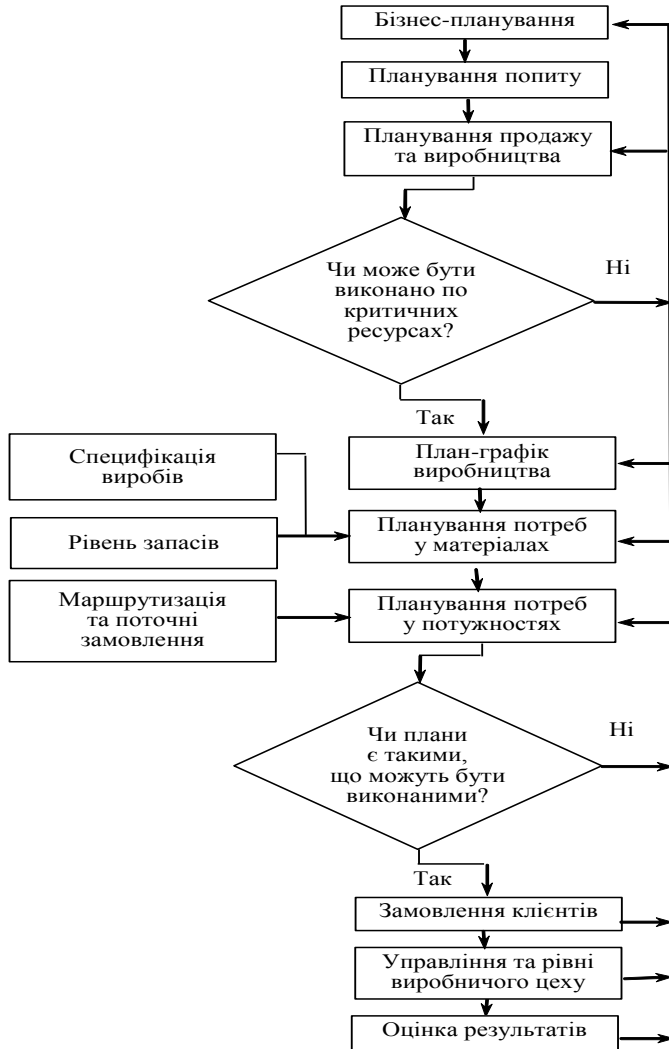 Бізнес-планування
Планування попиту
Планування продажу
та виробництва
Чи може бути
виконано по
критичних
ресурсах?
Ні
Так
План-графік
виробництва
Специфікація
виробів
Планування потреб
у матеріалах
Рівень запасів
Маршрутизація
та поточні
замовлення
Планування потреб
у потужностях
Чи плани
є такими,
що можуть бути
виконаними?
Ні
Так
Замовлення клієнтів
Управління та рівні
виробничого цеху
Оцінка результатів